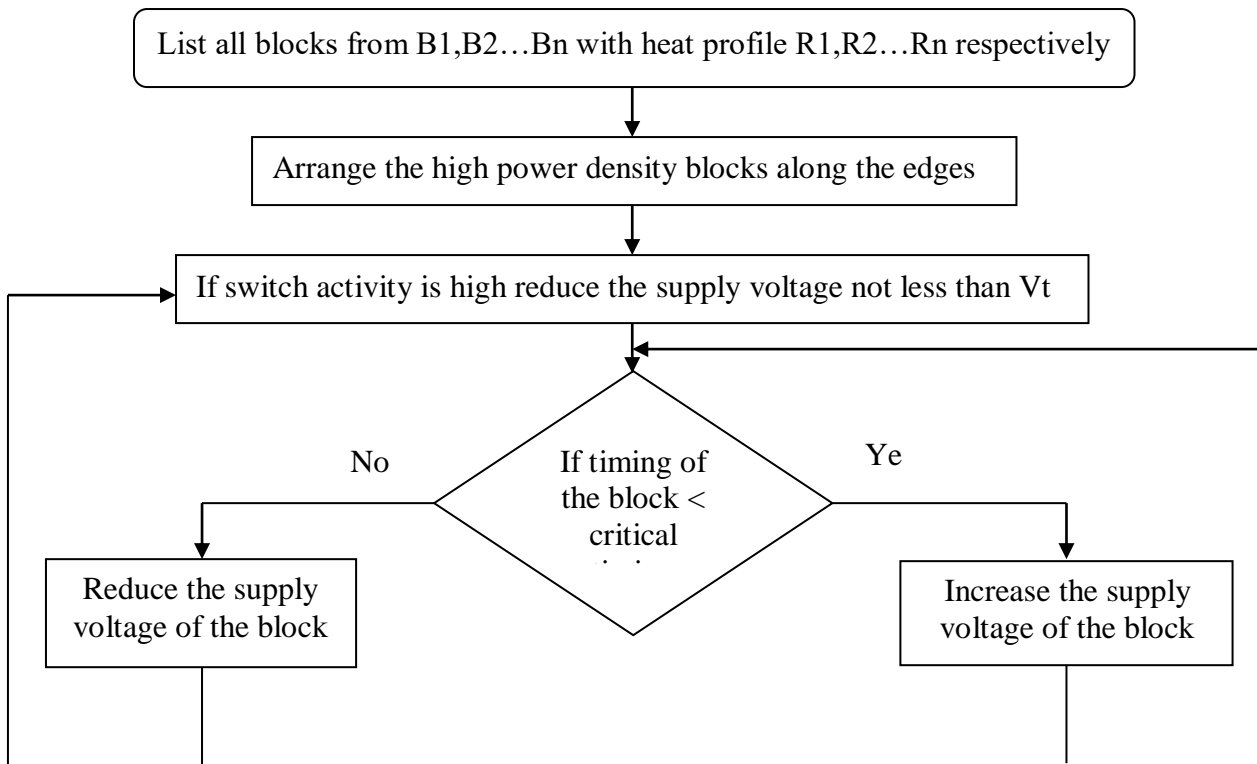 List all blocks from B1,B2…Bn with heat profile R1,R2…Rn respectively
Arrange the high power density blocks along the edges
If switch activity is high reduce the supply voltage not less than Vt
No
Ye
If timing of
the block <
critical
Reduce the supply
voltage of the block
Increase the supply
voltage of the block